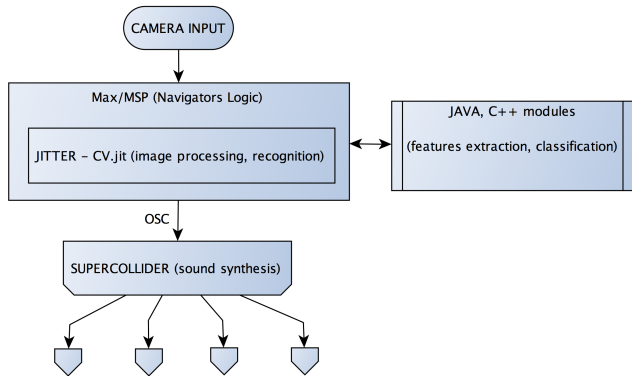 CAMERA INPUT
Max/MSP (Navigators Logic)
JITTER – CV.jit (image processing, recognition)
JAVA, C++ modules
(features extraction, classification)
OSC
SUPERCOLLIDER (sound synthesis)